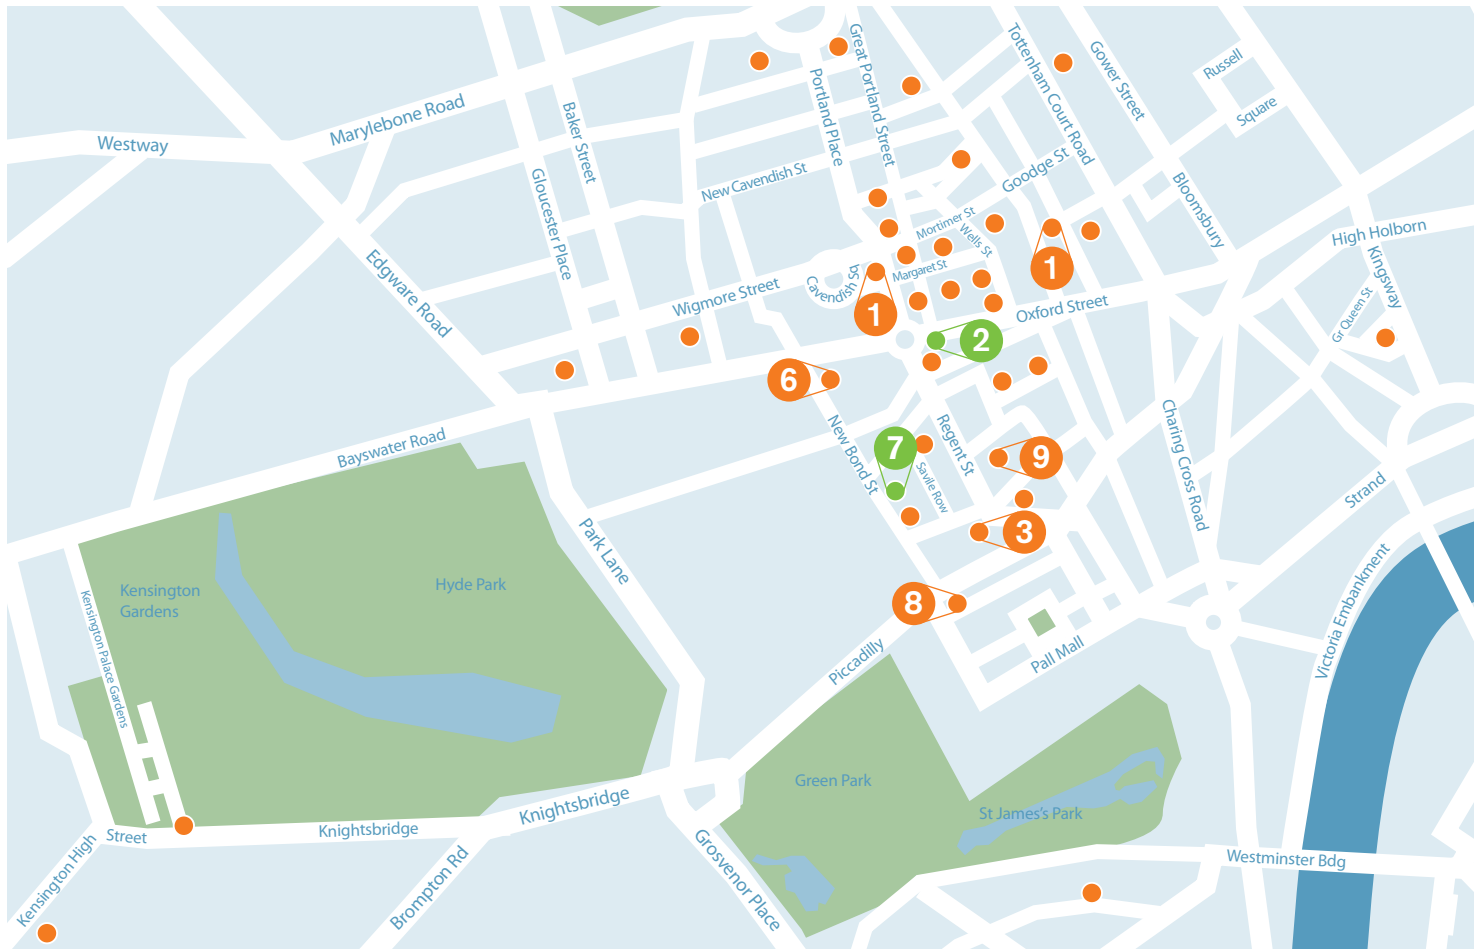 Westway
Marylebone Road
Gloucester Place
Baker Street
Portland Place
Great Portland Street
Tottenham Court Road
Gower Street
Russell
Square
Bloomsbury
High Holborn
Kingsway
Gr Queen St
New Cavendish St
Goodge St
Mortimer St
Wells St
Margaret St
Cavendish Sq
Wigmore Street
Oxford Street
Edgware Road
1
1
2
6
7
9
3
8
Bayswater Road
New Bond St
Regent St
Savile Row
Charing Cross Road
Strand
Victoria Embankment
Park Lane
Kensington
Gardens
Hyde Park
Kensington Palace Gardens
Piccadilly
Pall Mall
Green Park
St James's Park
Knightsbridge
Knightsbridge
Street
Kensington High
Brompton Rd
Grosvenor Place
Westminster Bdg